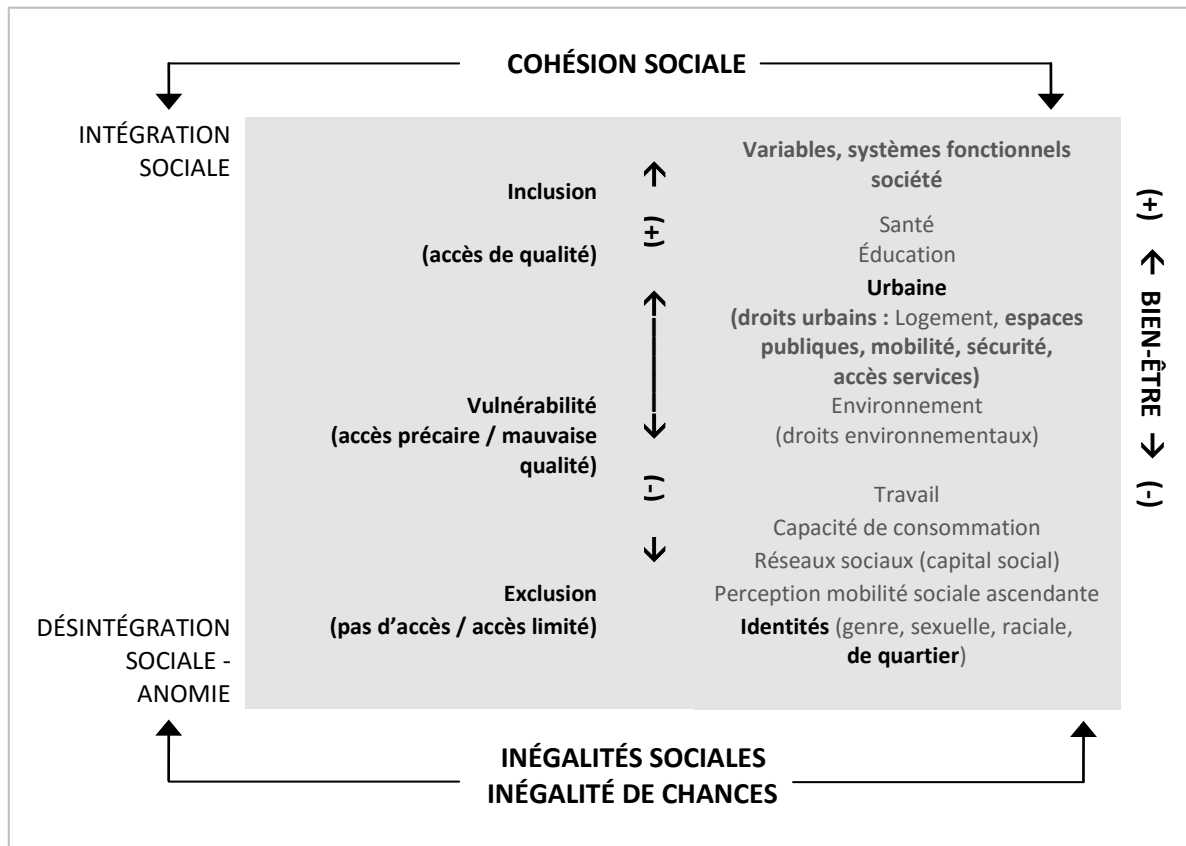 COHÉSION SOCIALE
INTÉGRATION
SOCIALE
Inclusion
(accès de qualité)
Vulnérabilité
(accès précaire / mauvaise
qualité)
Exclusion
(pas d'accès / accès limité)
DÉSINTÉGRATION
SOCIALE -
ANOMIE
(+)
(-)
Variables, systèmes fonctionnels
société
Santé
Éducation
Urbaine
(droits urbains : Logement, espaces
publiques, mobilité, sécurité,
accès services)
Environnement
(droits environnementaux)
Travail
Capacité de consommation
Réseaux sociaux (capital social)
Perception mobilité sociale ascendante
Identités (genre, sexuelle, raciale,
de quartier)
(-) BIEN-ÊTRE (+)
INÉGALITÉS SOCIALES
INÉGALITÉ DE CHANCES